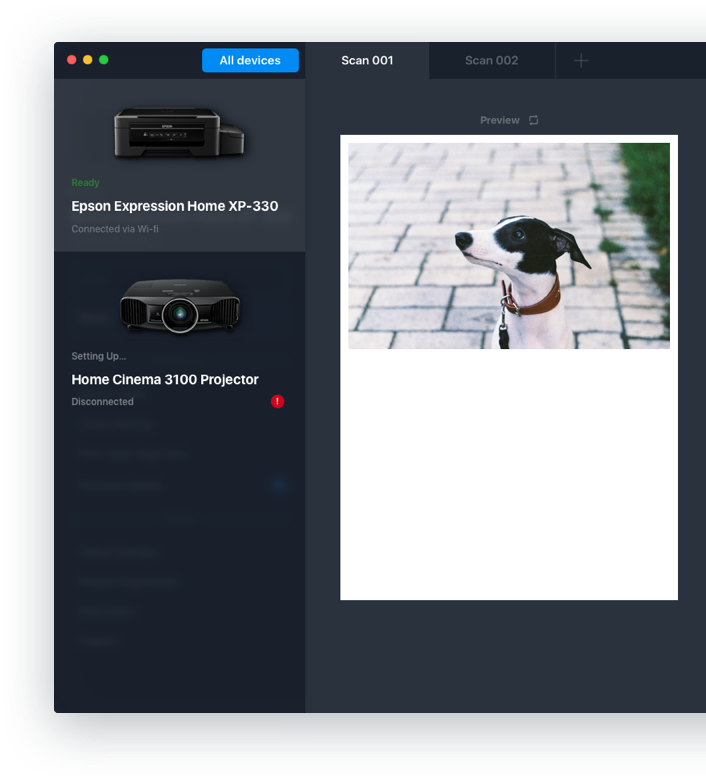 All devices
Scan 001
Scan 002
Preview
EPSON
Ready
Epson Expression Home XP-330
Connected via Wi-fi
Setting Up...
Home Cinema 3100 Projector
Disconnected
!